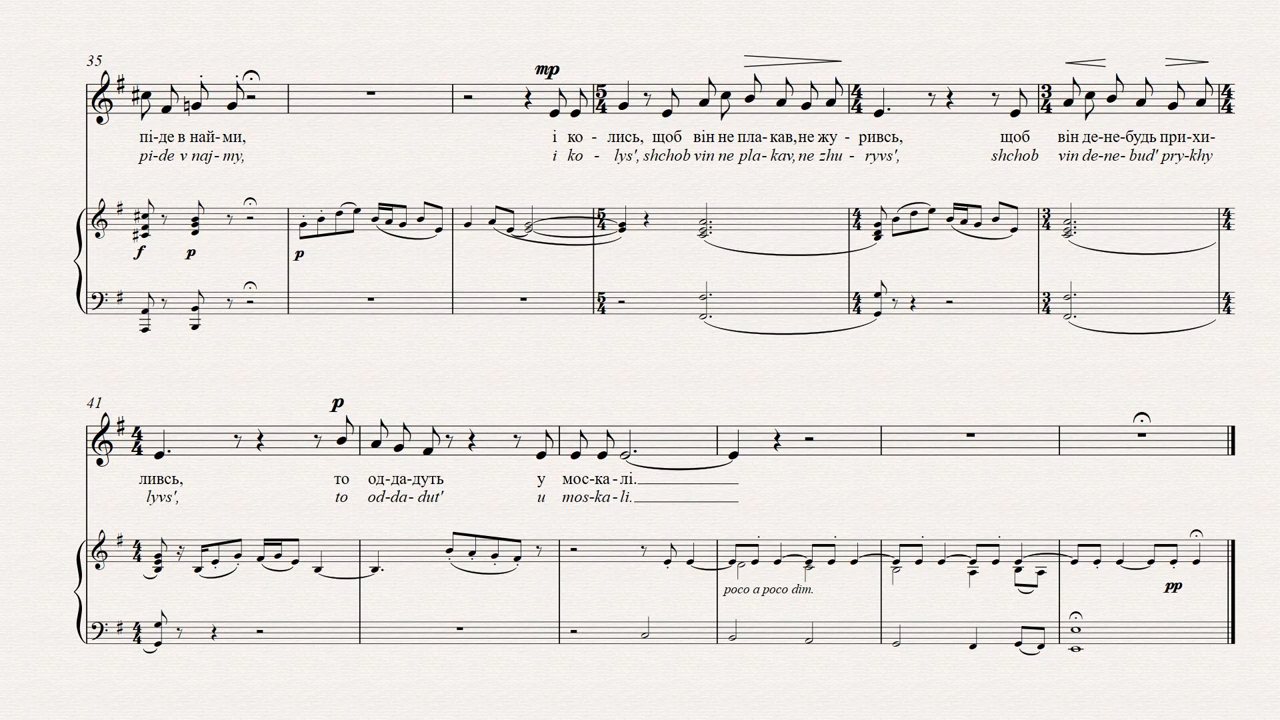 35
mp
пі-де в най-ми, і ко - лись, щоб він не пла-кав, не жу - ривсь, щоб він де-не-будь при-хи-
pi-de v naj-my, i ko - lys', shchob vin ne pla-kav, ne zhu - ryvs', shchob vin de-ne-bud' pry-khy
f p p
41
p
ливсь, то од-да-дуть у мос-ка-лі.
lyvs', to od-da-dut' u mos-ka-li.
poco a poco dim. pp